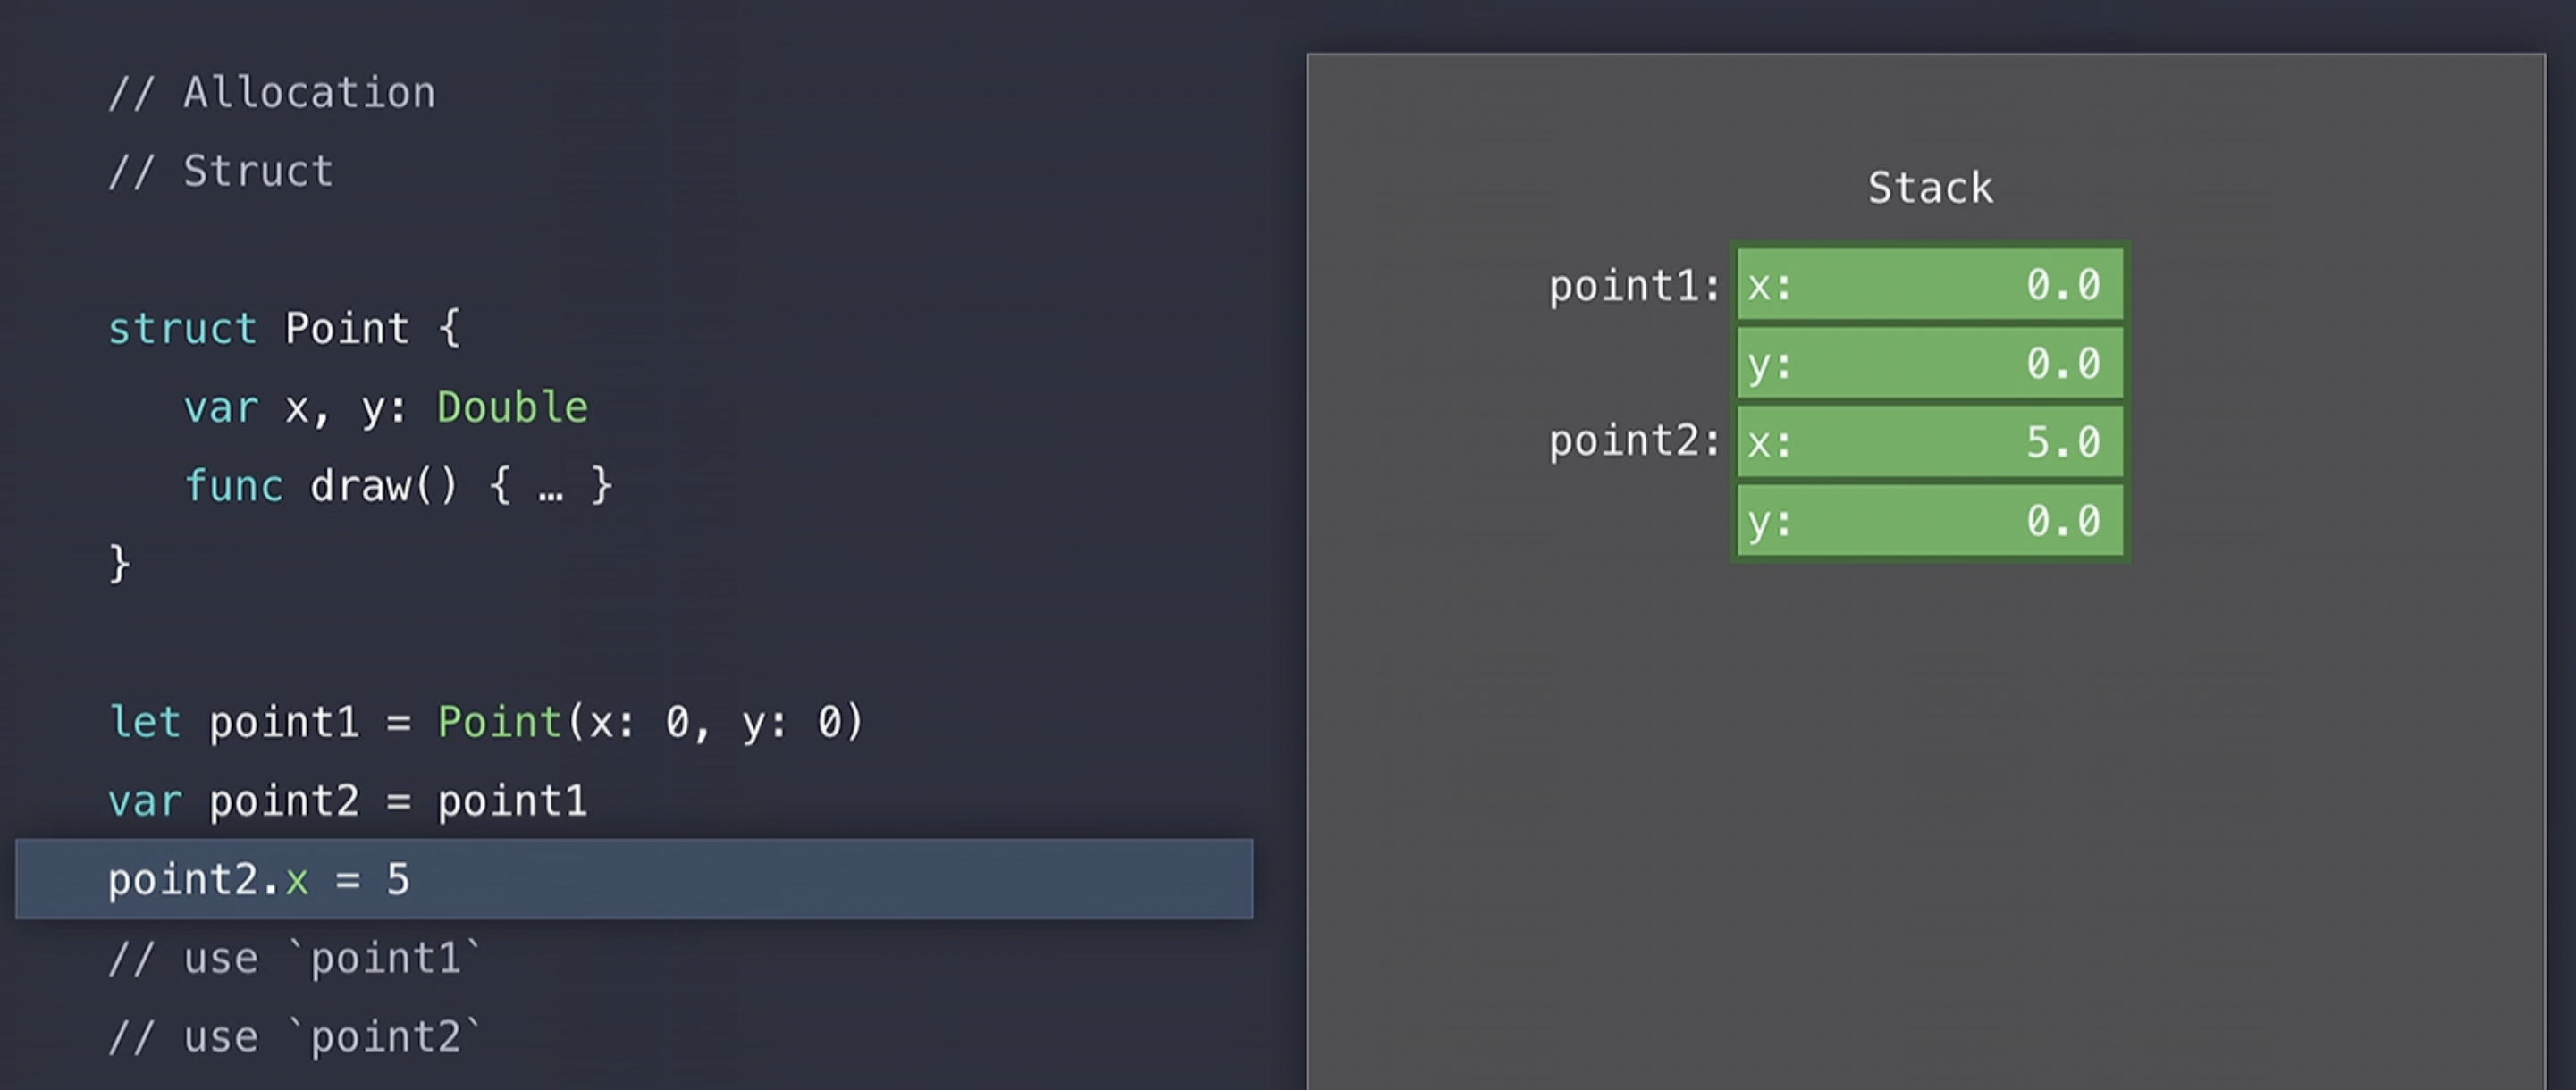 // Allocation
// Struct
struct Point {
var x, y: Double
func draw() { … }
}
let point1 = Point(x: 0, y: 0)
var point2 = point1
point2.x = 5
// use `point1`
// use `point2`
Stack
point1: x: 0.0
y: 0.0
point2: x: 5.0
y: 0.0